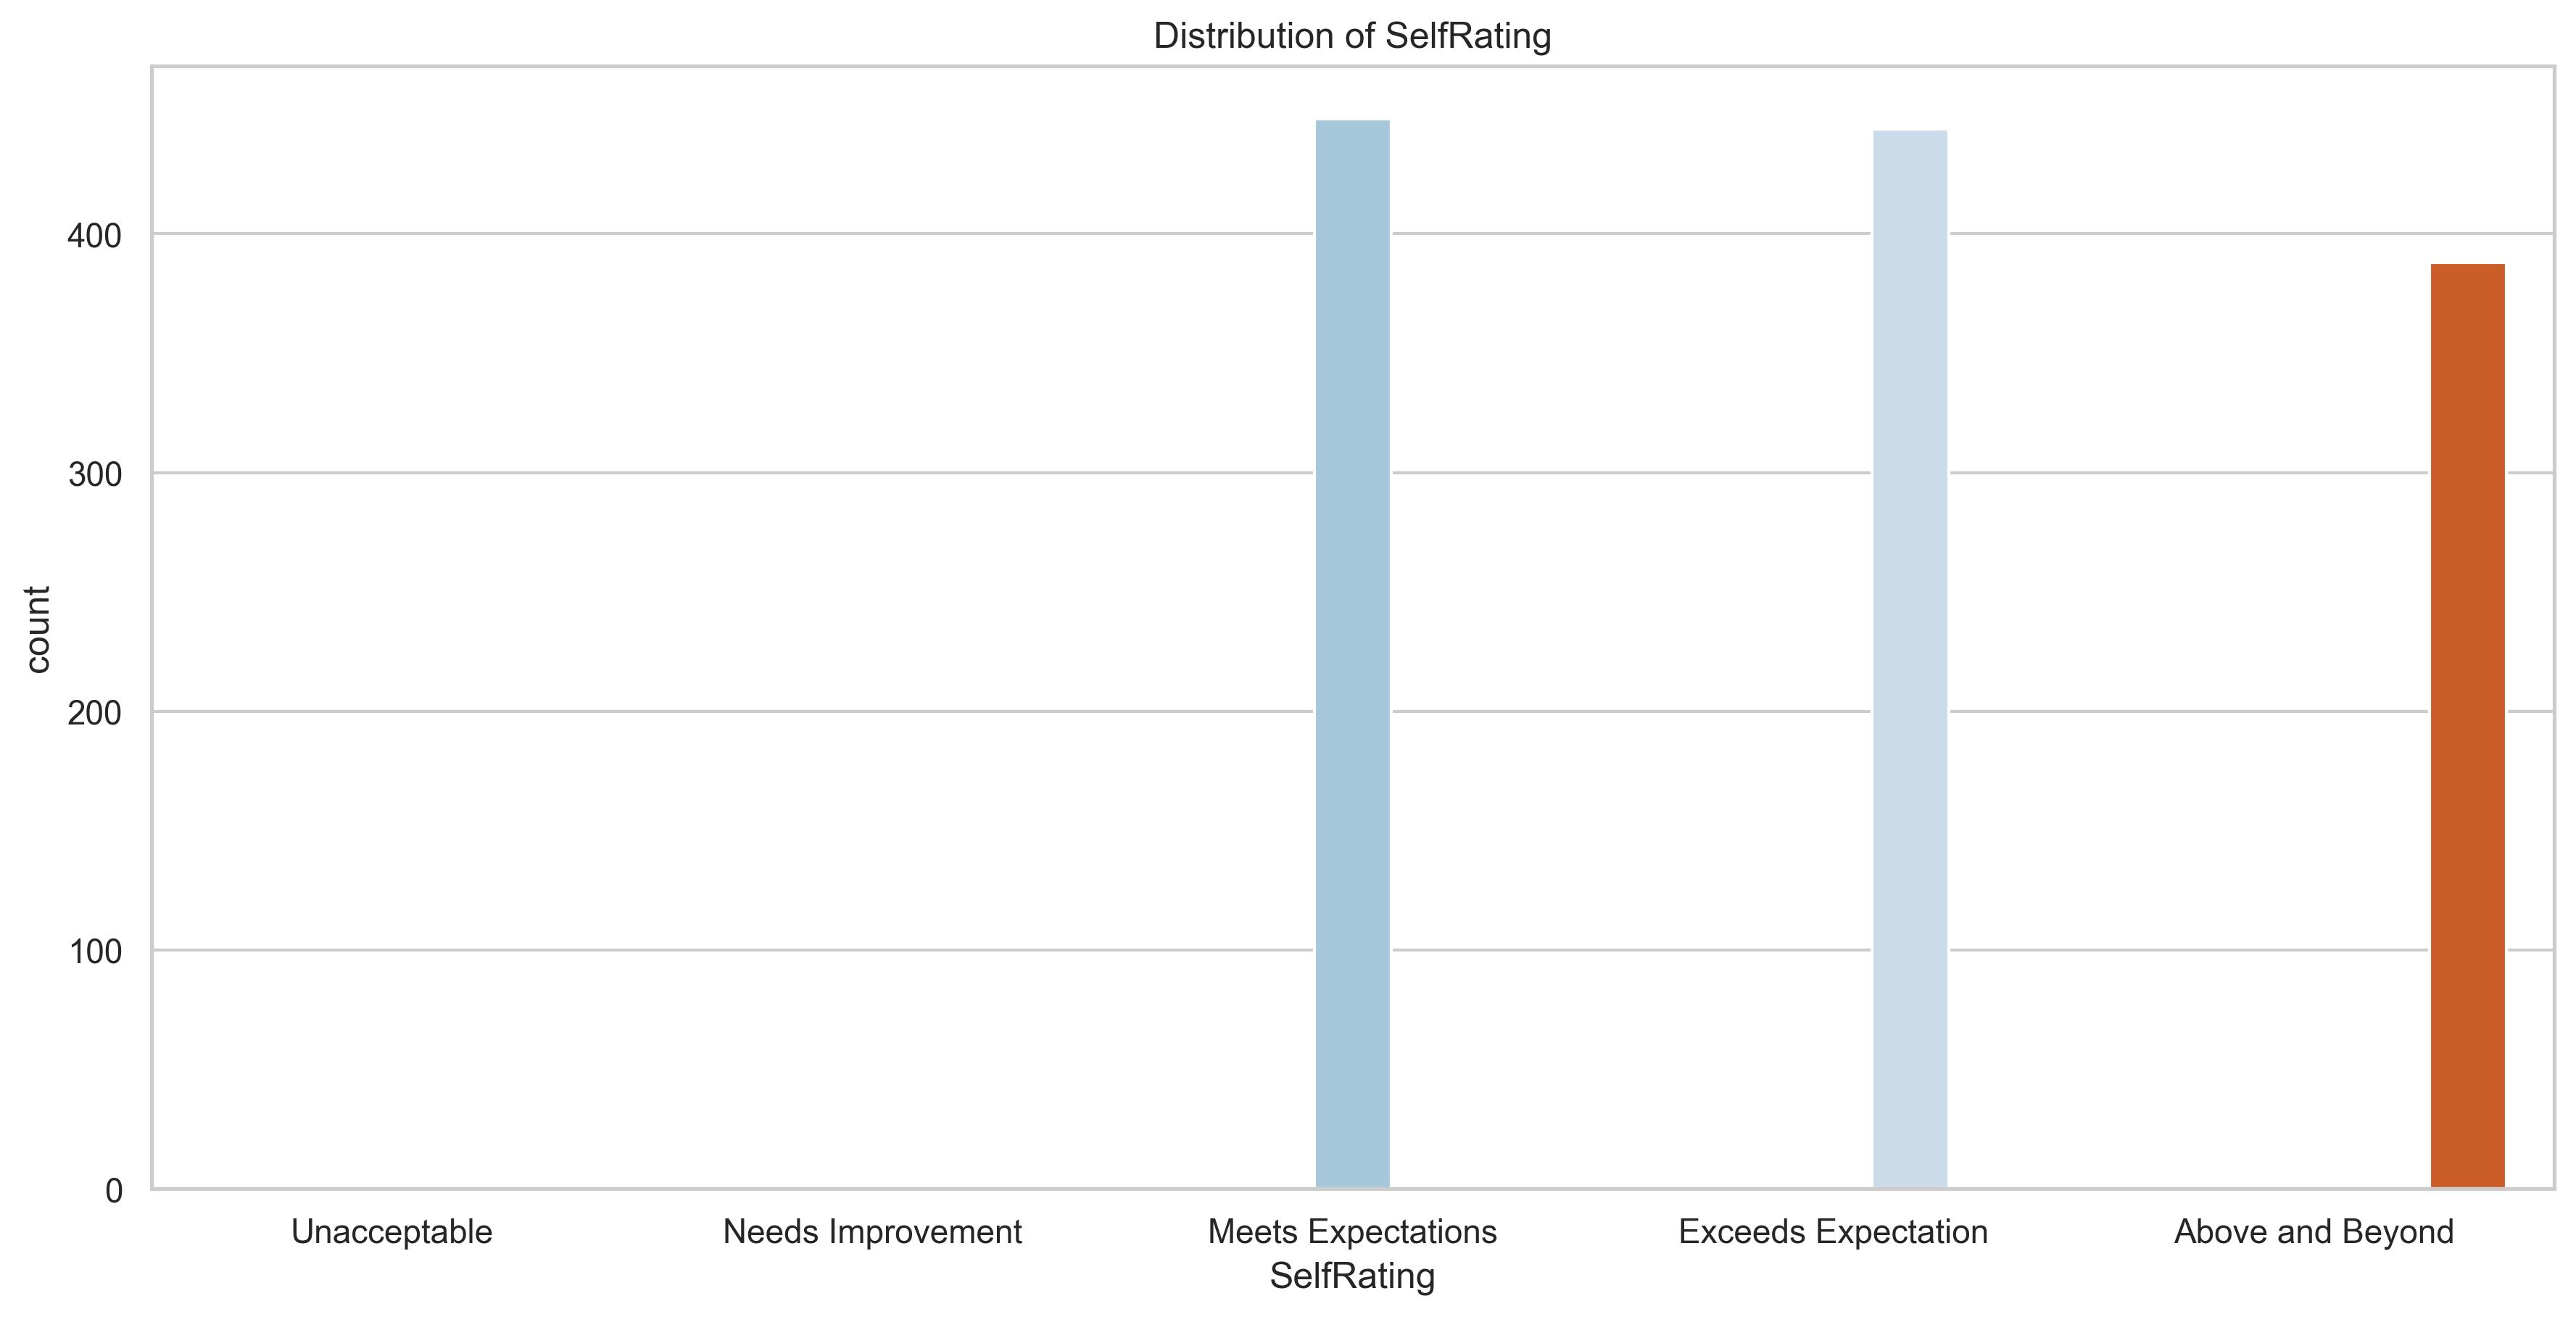 Distribution of SelfRating
400
300
200
100
0
count
Unacceptable Needs Improvement Meets Expectations Exceeds Expectation Above and Beyond
SelfRating